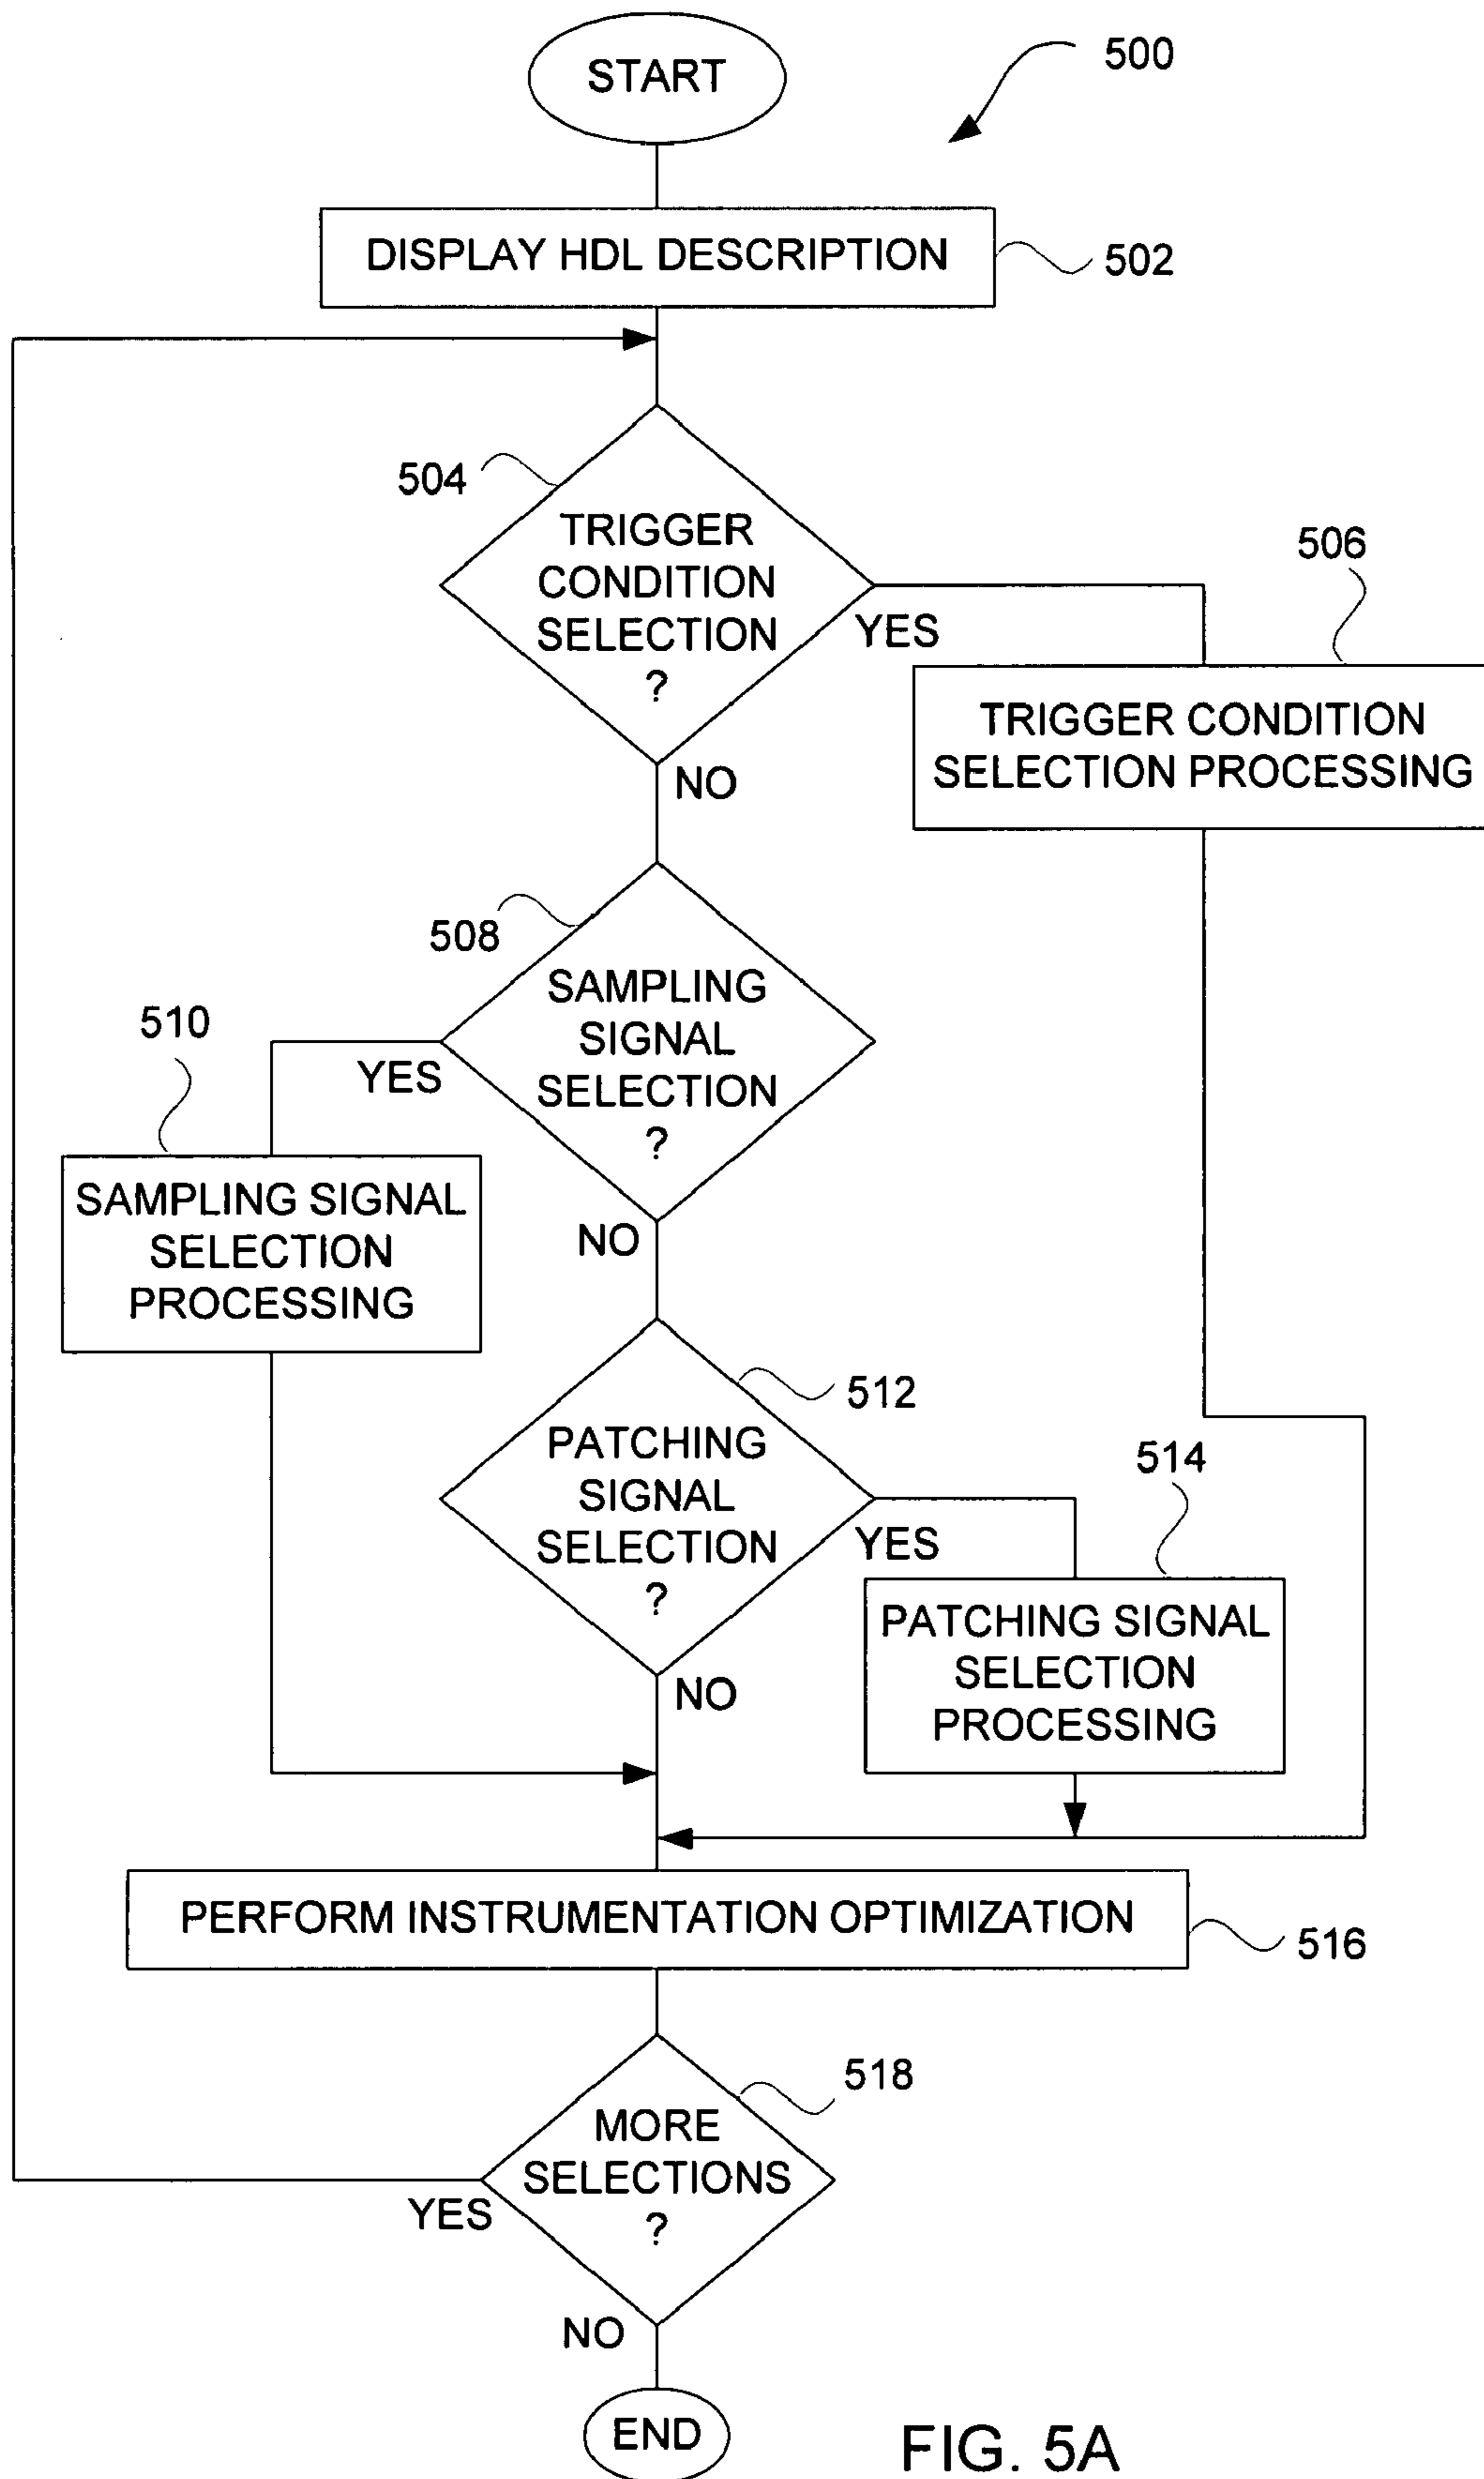 START
500
DISPLAY HDL DESCRIPTION
502
504
TRIGGER
CONDITION
SELECTION
?
YES
NO
506
TRIGGER CONDITION
SELECTION PROCESSING
508
SAMPLING
SIGNAL
SELECTION
?
YES
NO
510
SAMPLING SIGNAL
SELECTION
PROCESSING
512
PATCHING
SIGNAL
SELECTION
?
YES
NO
514
PATCHING SIGNAL
SELECTION
PROCESSING
PERFORM INSTRUMENTATION OPTIMIZATION
516
518
MORE
SELECTIONS
?
YES
NO
END
FIG. 5A